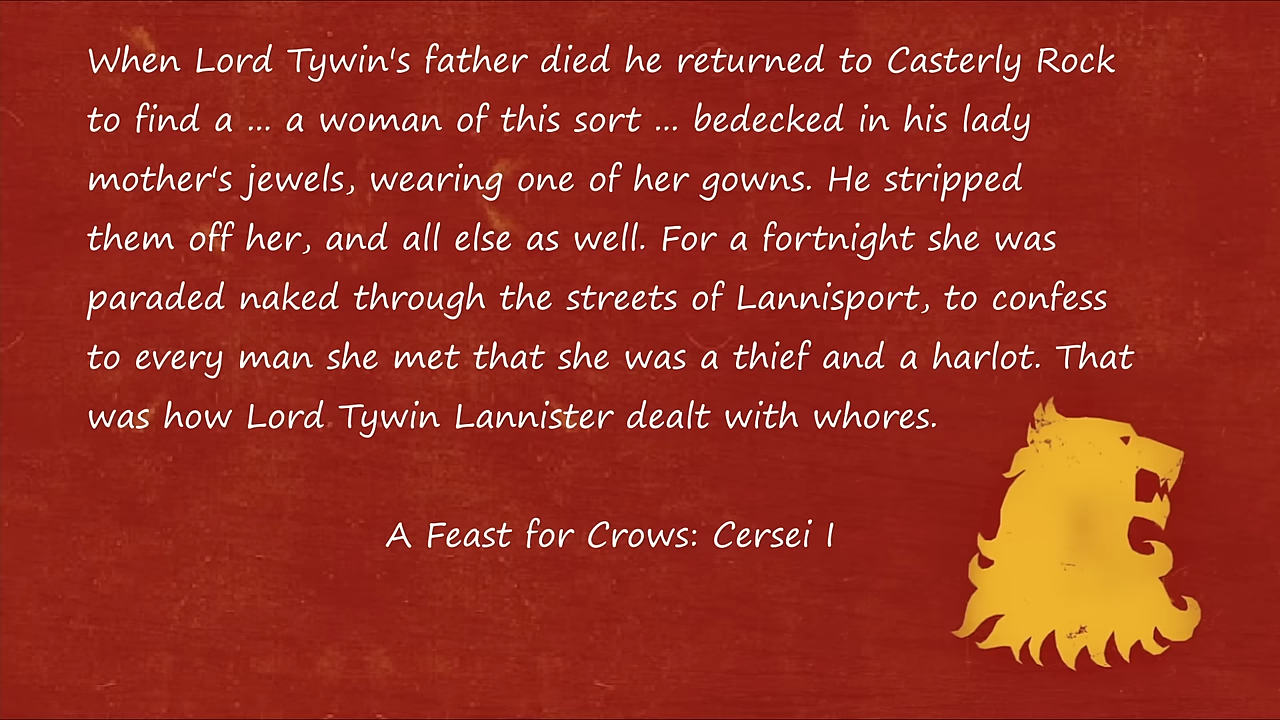 When Lord Tywin's father died he returned to Casterly Rock
to find a ... a woman of this sort ... bedecked in his lady
mother's jewels, wearing one of her gowns. He stripped
them off her, and all else as well. For a fortnight she was
paraded naked through the streets of Lannisport, to confess
to every man she met that she was a thief and a harlot. That
was how Lord Tywin Lannister dealt with whores.
A Feast for Crows: Cersei I